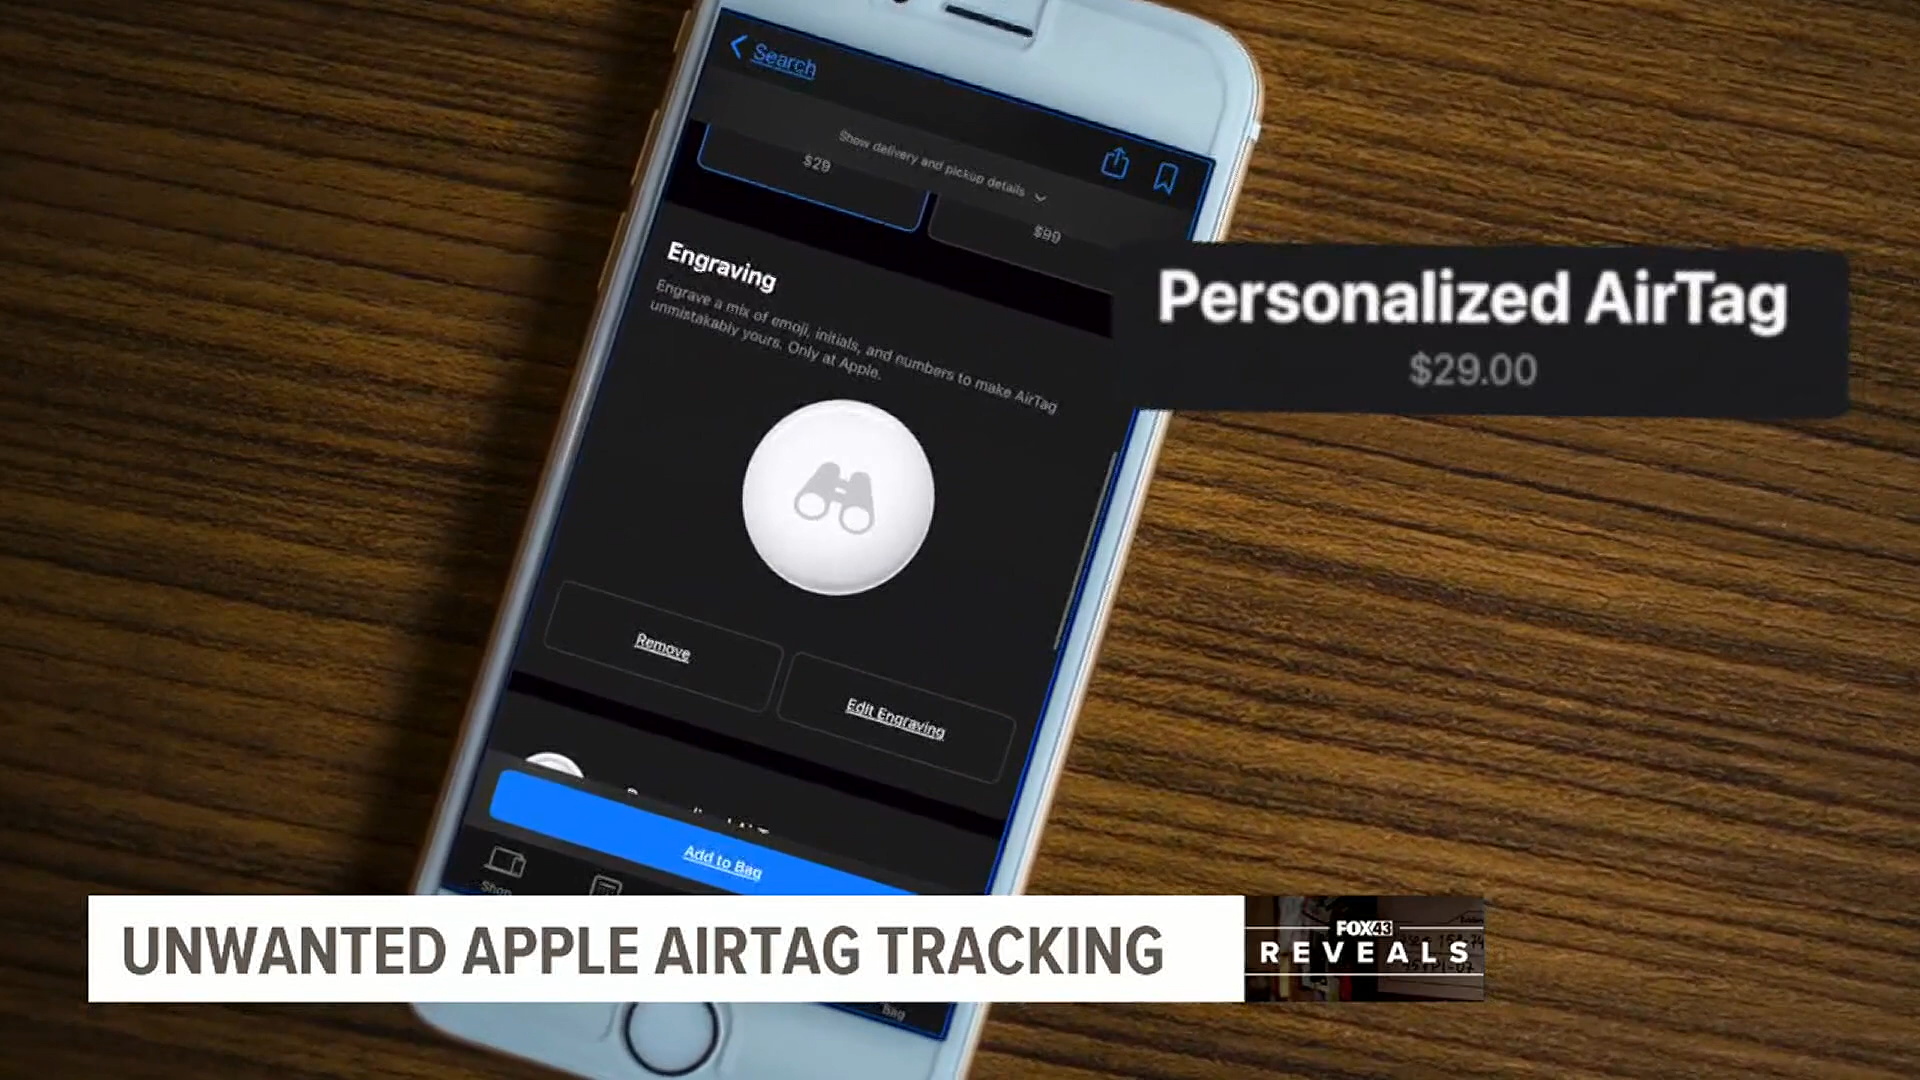 Search
Show delivery and pickup details
$29
$99
Engraving
Engrave a mix of emoji, initials, and numbers to make AirTag
unmistakably yours. Only at Apple.
Personalized AirTag
$29.00
Remove
Edit Engraving
Add to Bag
Shop
UNWANTED APPLE AIRTAG TRACKING
FOX43
REVEALS
Bag